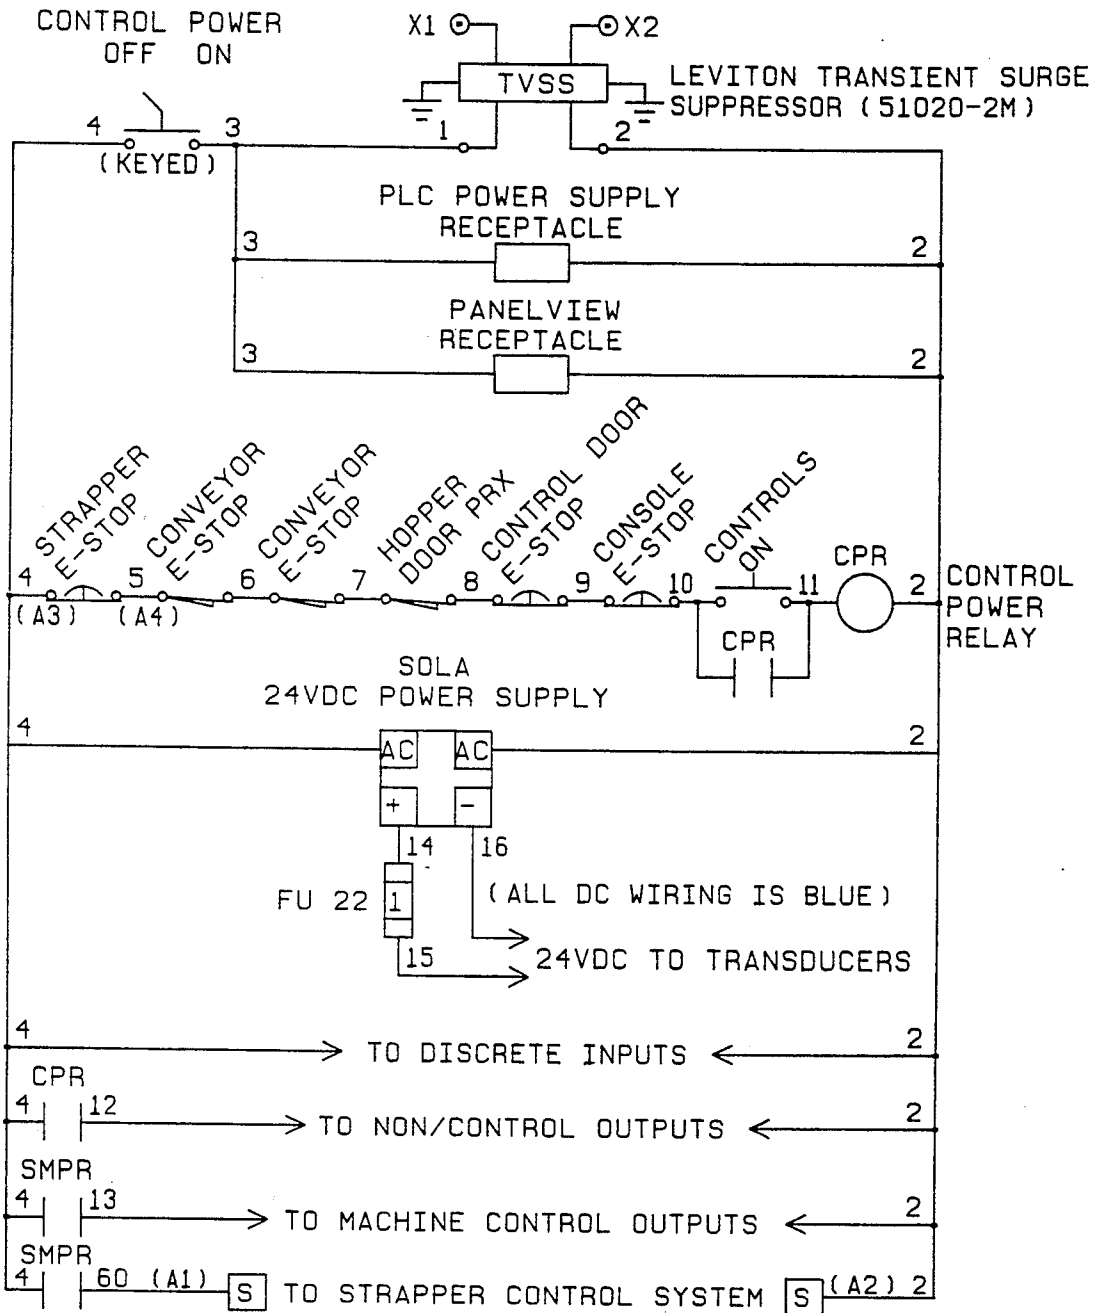 CONTROL POWER
OFF ON
X1
X2
TVSS
LEVITON TRANSIENT SURGE
SUPPRESSOR (51020-2M)
4
3
1
2
(KEYED)
PLC POWER SUPPLY
RECEPTACLE
3
2
PANELVIEW
RECEPTACLE
3
2
STRAPPER
E-STOP
CONVEYOR
E-STOP
CONVEYOR
E-STOP
HOPPER
DOOR PRX
CONTROL DOOR
E-STOP
CONSOLE
E-STOP
CONTROLS
ON
CPR
4
5
6
7
8
9
10
11
2
(A3)
(A4)
CONTROL
POWER
RELAY
CPR
SOLA
24VDC POWER SUPPLY
4
2
AC
AC
+
-
14
16
FU 22
1
(ALL DC WIRING IS BLUE)
15
24VDC TO TRANSDUCERS
4
TO DISCRETE INPUTS
2
CPR
4
12
TO NON/CONTROL OUTPUTS
2
SMPR
4
13
TO MACHINE CONTROL OUTPUTS
2
SMPR
4
60 (A1)
S
TO STRAPPER CONTROL SYSTEM
S
(A2) 2